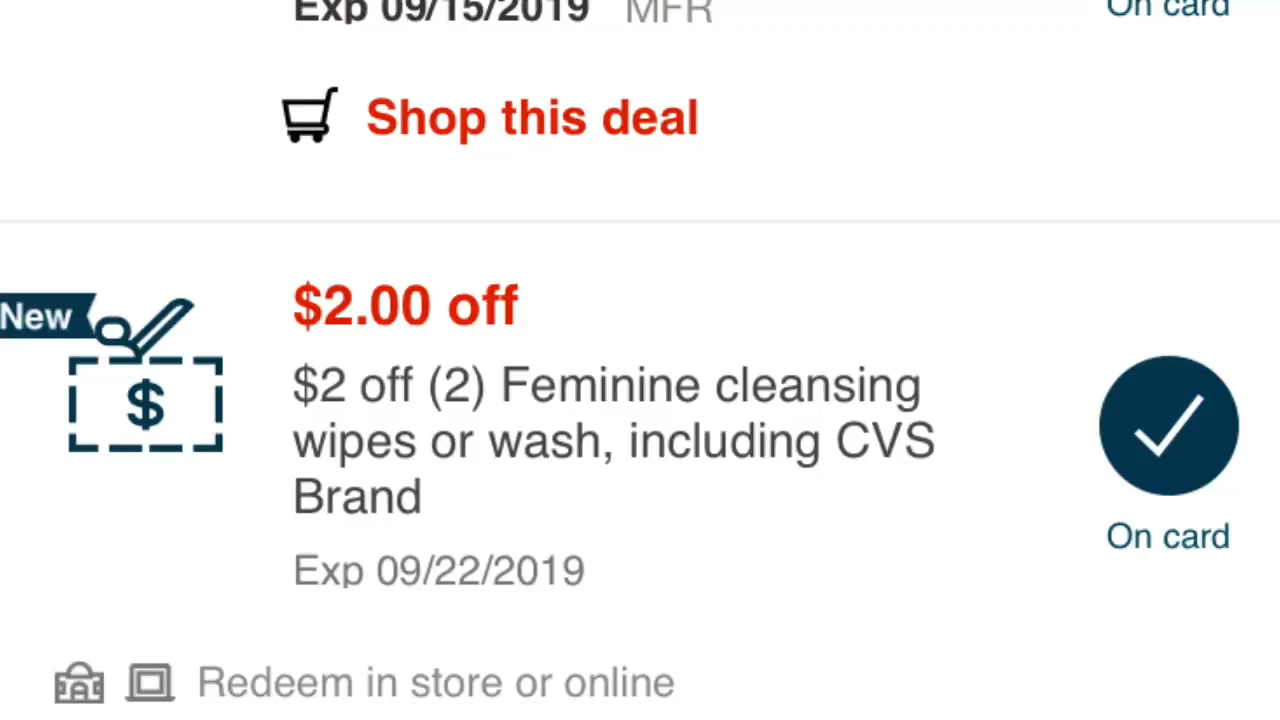 Exp 09/15/2019 MFR
On card
Shop this deal
New
$2.00 off
$
$2 off (2) Feminine cleansing
wipes or wash, including CVS
Brand
On card
Exp 09/22/2019
Redeem in store or online